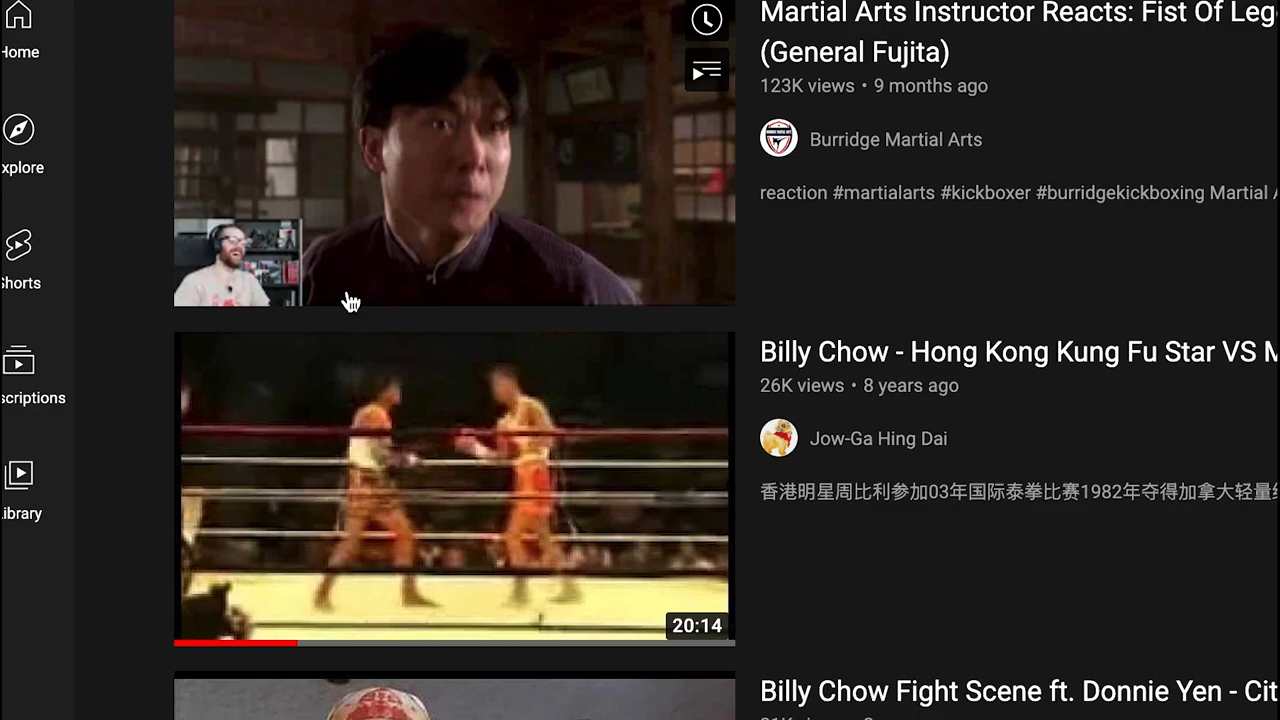 Home
Explore
Shorts
scriptions
Library
Martial Arts Instructor Reacts: Fist Of Leg
(General Fujita)
123K views • 9 months ago
Burridge Martial Arts
reaction #martialarts #kickboxer #burridgekickboxing Martial
Billy Chow - Hong Kong Kung Fu Star VS
26K views • 8 years ago
Jow-Ga Hing Dai
香港明星周比利参加03年国际泰拳比赛1982年夺得加拿大轻量
20:14
Billy Chow Fight Scene ft. Donnie Yen - Cit